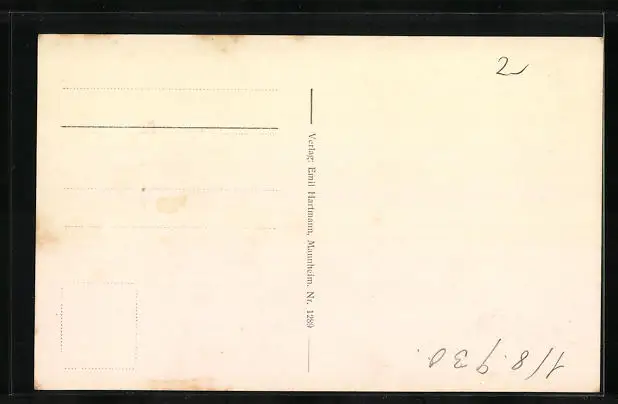 2
Verlag: Emil Hartmann, Mannheim. Nr. 1289
1/8. 930.